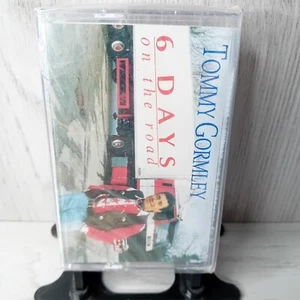 TOMMY GORMLEY
6 DAYS
on the road